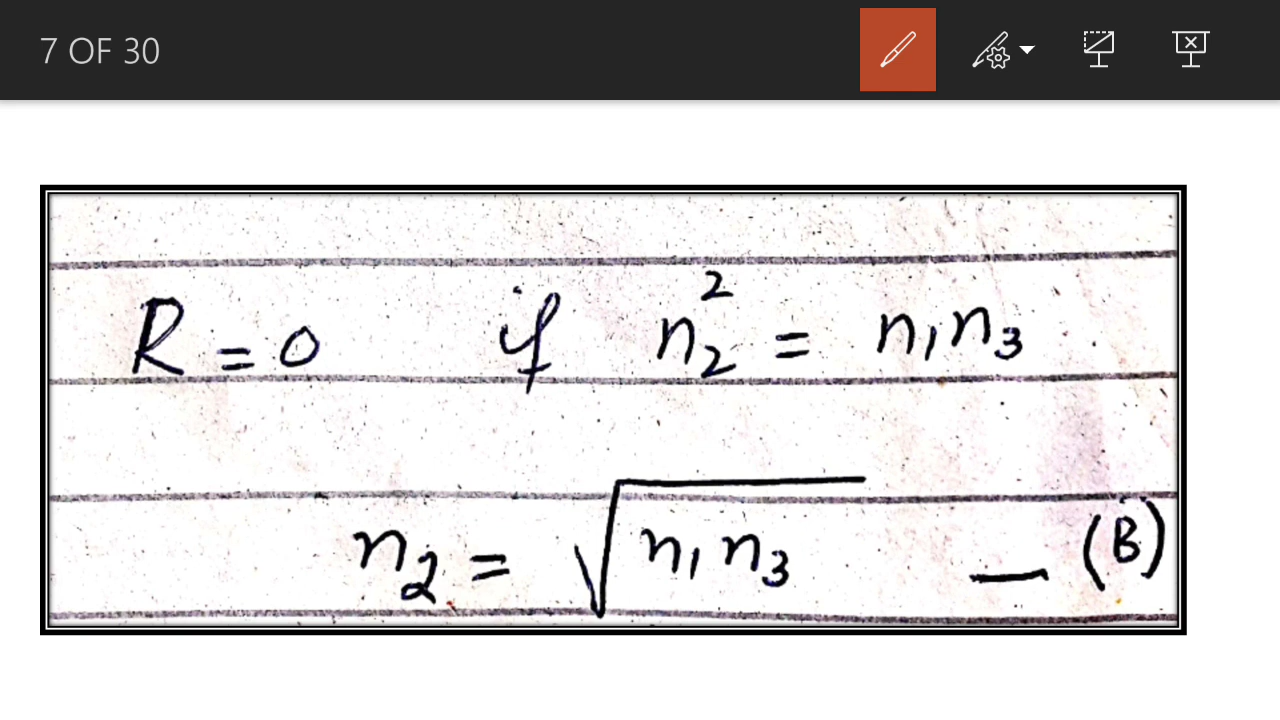 7 OF 30
R = 0 if n₂² = n₁n₃
n₂ = √n₁n₃ — (B)